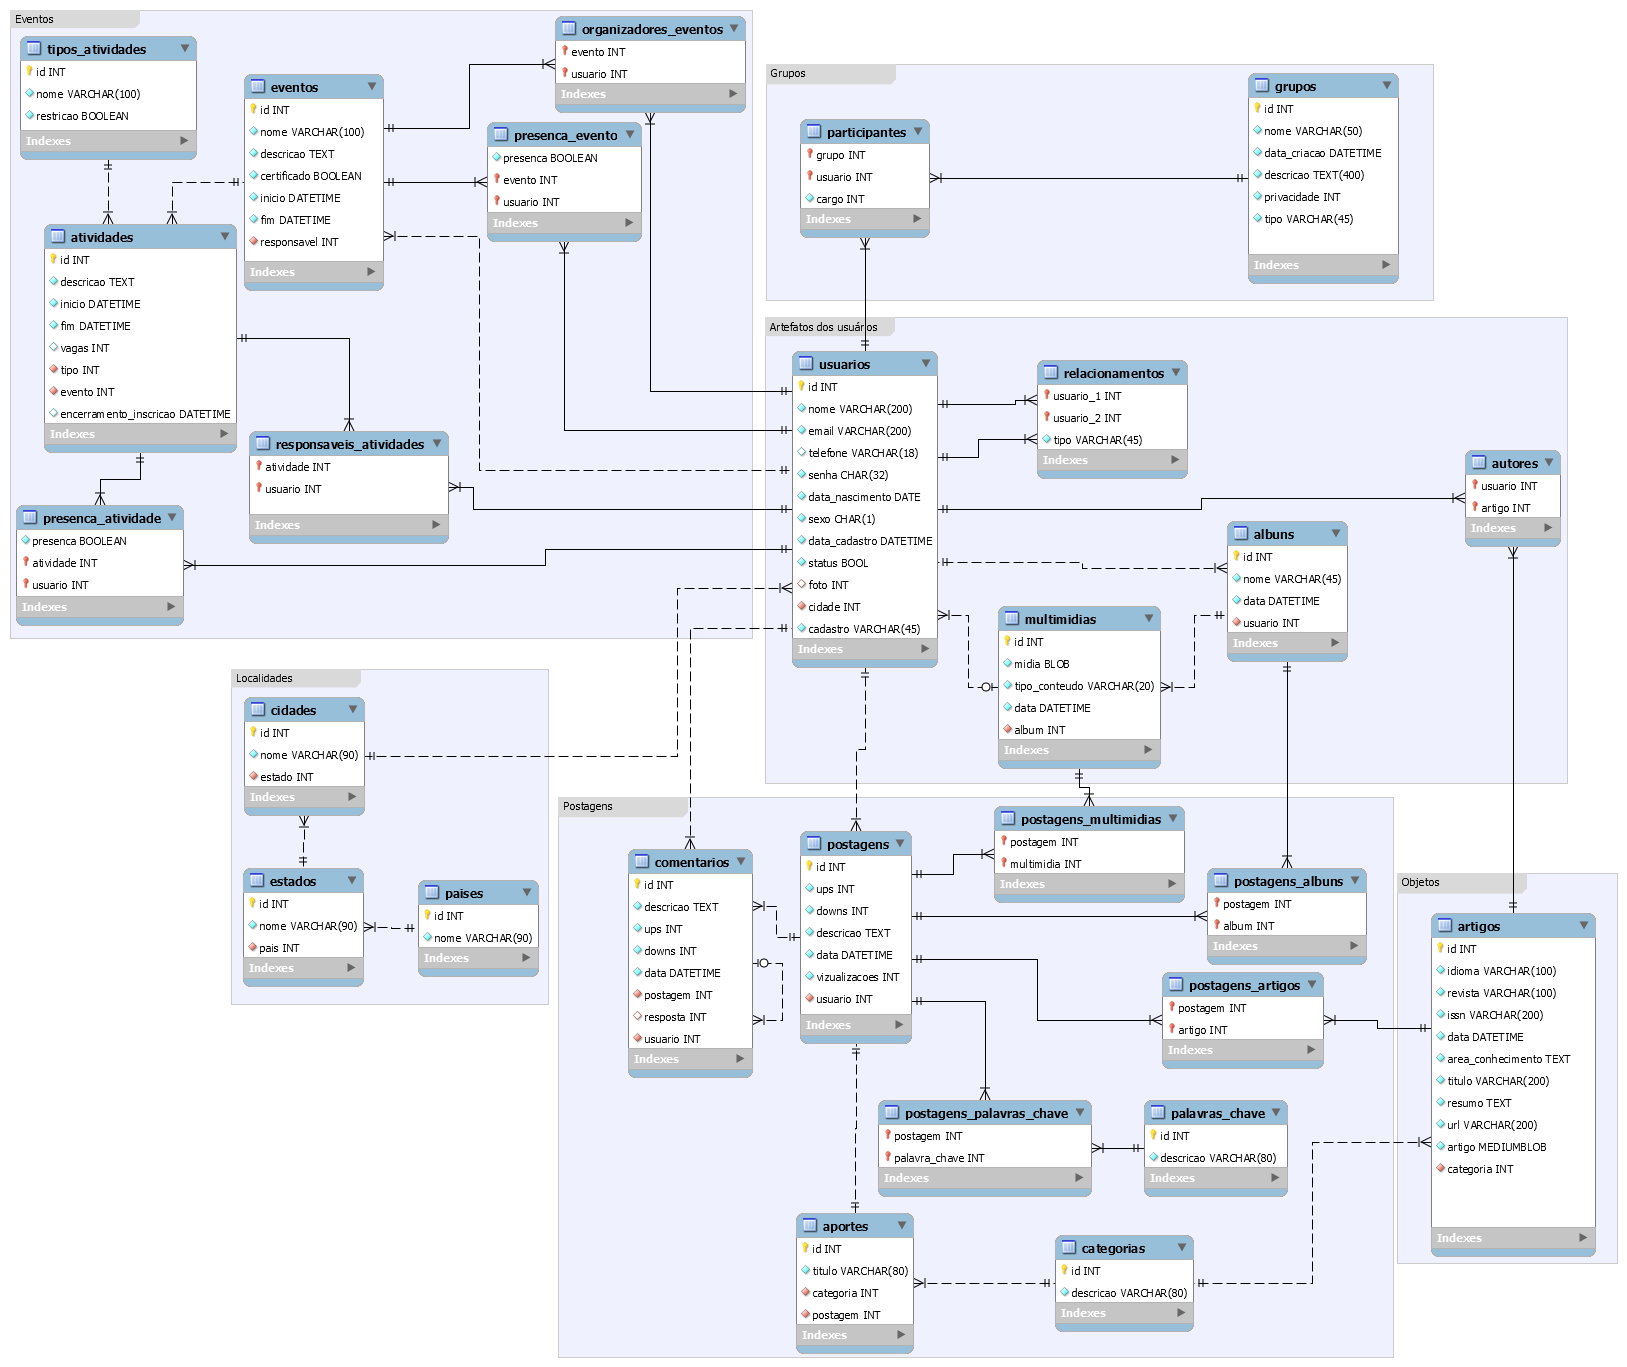 Eventos
tipos_atividades
id INT
nome VARCHAR(100)
restricao BOOLEAN
Indexes
eventos
id INT
nome VARCHAR(100)
descricao TEXT
certificado BOOLEAN
inicio DATETIME
fim DATETIME
responsavel INT
Indexes
organizadores_eventos
evento INT
usuario INT
Indexes
presenca_evento
presenca BOOLEAN
evento INT
usuario INT
Indexes
atividades
id INT
descricao TEXT
inicio DATETIME
fim DATETIME
vagas INT
tipo INT
evento INT
encerramento_inscricao DATETIME
Indexes
responsaveis_atividades
atividade INT
usuario INT
Indexes
presenca_atividade
presenca BOOLEAN
atividade INT
usuario INT
Indexes
Grupos
participantes
grupo INT
usuario INT
cargo INT
Indexes
grupos
id INT
nome VARCHAR(50)
data_criacao DATETIME
descricao TEXT(400)
privacidade INT
tipo VARCHAR(45)
Indexes
Artefatos dos usuários
usuarios
id INT
nome VARCHAR(200)
email VARCHAR(200)
telefone VARCHAR(18)
senha CHAR(32)
data_nascimento DATE
sexo CHAR(1)
data_cadastro DATETIME
status BOOL
foto INT
cidade INT
cadastro VARCHAR(45)
Indexes
relacionamentos
usuario_1 INT
usuario_2 INT
tipo VARCHAR(45)
Indexes
autores
usuario INT
artigo INT
Indexes
albuns
id INT
nome VARCHAR(45)
data DATETIME
usuario INT
Indexes
multimidias
id INT
midia BLOB
tipo_conteudo VARCHAR(20)
data DATETIME
album INT
Indexes
Localidades
cidades
id INT
nome VARCHAR(90)
estado INT
Indexes
estados
id INT
nome VARCHAR(90)
pais INT
Indexes
paises
id INT
nome VARCHAR(90)
Indexes
Postagens
comentarios
id INT
descricao TEXT
ups INT
downs INT
data DATETIME
postagem INT
resposta INT
usuario INT
Indexes
postagens
id INT
ups INT
downs INT
descricao TEXT
data DATETIME
vizualizacoes INT
usuario INT
Indexes
postagens_multimidias
postagem INT
multimidia INT
Indexes
postagens_albuns
postagem INT
album INT
Indexes
postagens_artigos
postagem INT
artigo INT
Indexes
postagens_palavras_chave
postagem INT
palavra_chave INT
Indexes
palavras_chave
id INT
descricao VARCHAR(80)
Indexes
aportes
id INT
titulo VARCHAR(80)
categoria INT
postagem INT
Indexes
categorias
id INT
descricao VARCHAR(80)
Indexes
Objetos
artigos
id INT
idioma VARCHAR(100)
revista VARCHAR(100)
issn VARCHAR(200)
data DATETIME
area_conhecimento TEXT
titulo VARCHAR(200)
resumo TEXT
url VARCHAR(200)
artigo MEDIUMBLOB
categoria INT
Indexes